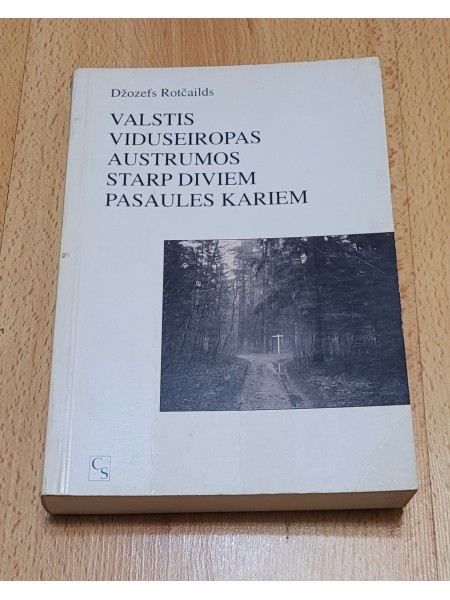 Džozefs Rotčailds
VALSTIS
VIDUSEIROPAS
AUSTRUMOS
STARP DIVIEM
PASAULES KARIEM
CS